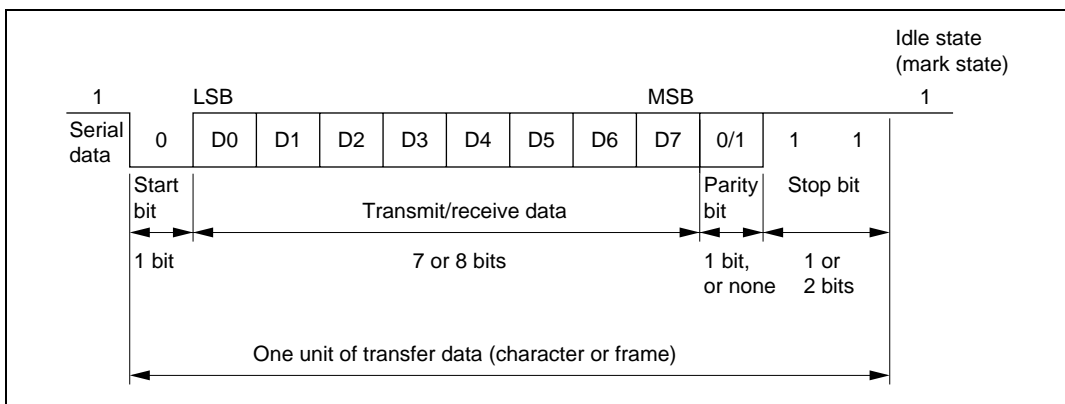 Idle state
(mark state)
1 LSB MSB 1
Serial
data
0 D0 D1 D2 D3 D4 D5 D6 D7 0/1 1 1
Start
bit
Transmit/receive data
Parity
bit
Stop bit
1 bit
7 or 8 bits
1 bit,
or none
1 or
2 bits
One unit of transfer data (character or frame)